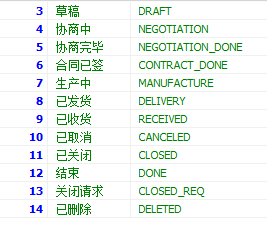 3 草稿 DRAFT
4 协商中 NEGOTIATION
5 协商完毕 NEGOTIATION_DONE
6 合同已签 CONTRACT_DONE
7 生产中 MANUFACTURE
8 已发货 DELIVERY
9 已收货 RECEIVED
10 已取消 CANCELED
11 已关闭 CLOSED
12 结束 DONE
13 关闭请求 CLOSED_REQ
14 已删除 DELETED